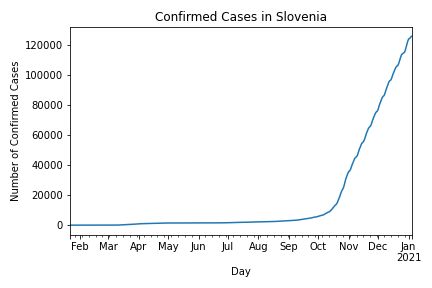 Confirmed Cases in Slovenia
Number of Confirmed Cases
120000
100000
80000
60000
40000
20000
0
Feb Mar Apr May Jun Jul Aug Sep Oct Nov Dec Jan
2021
Day